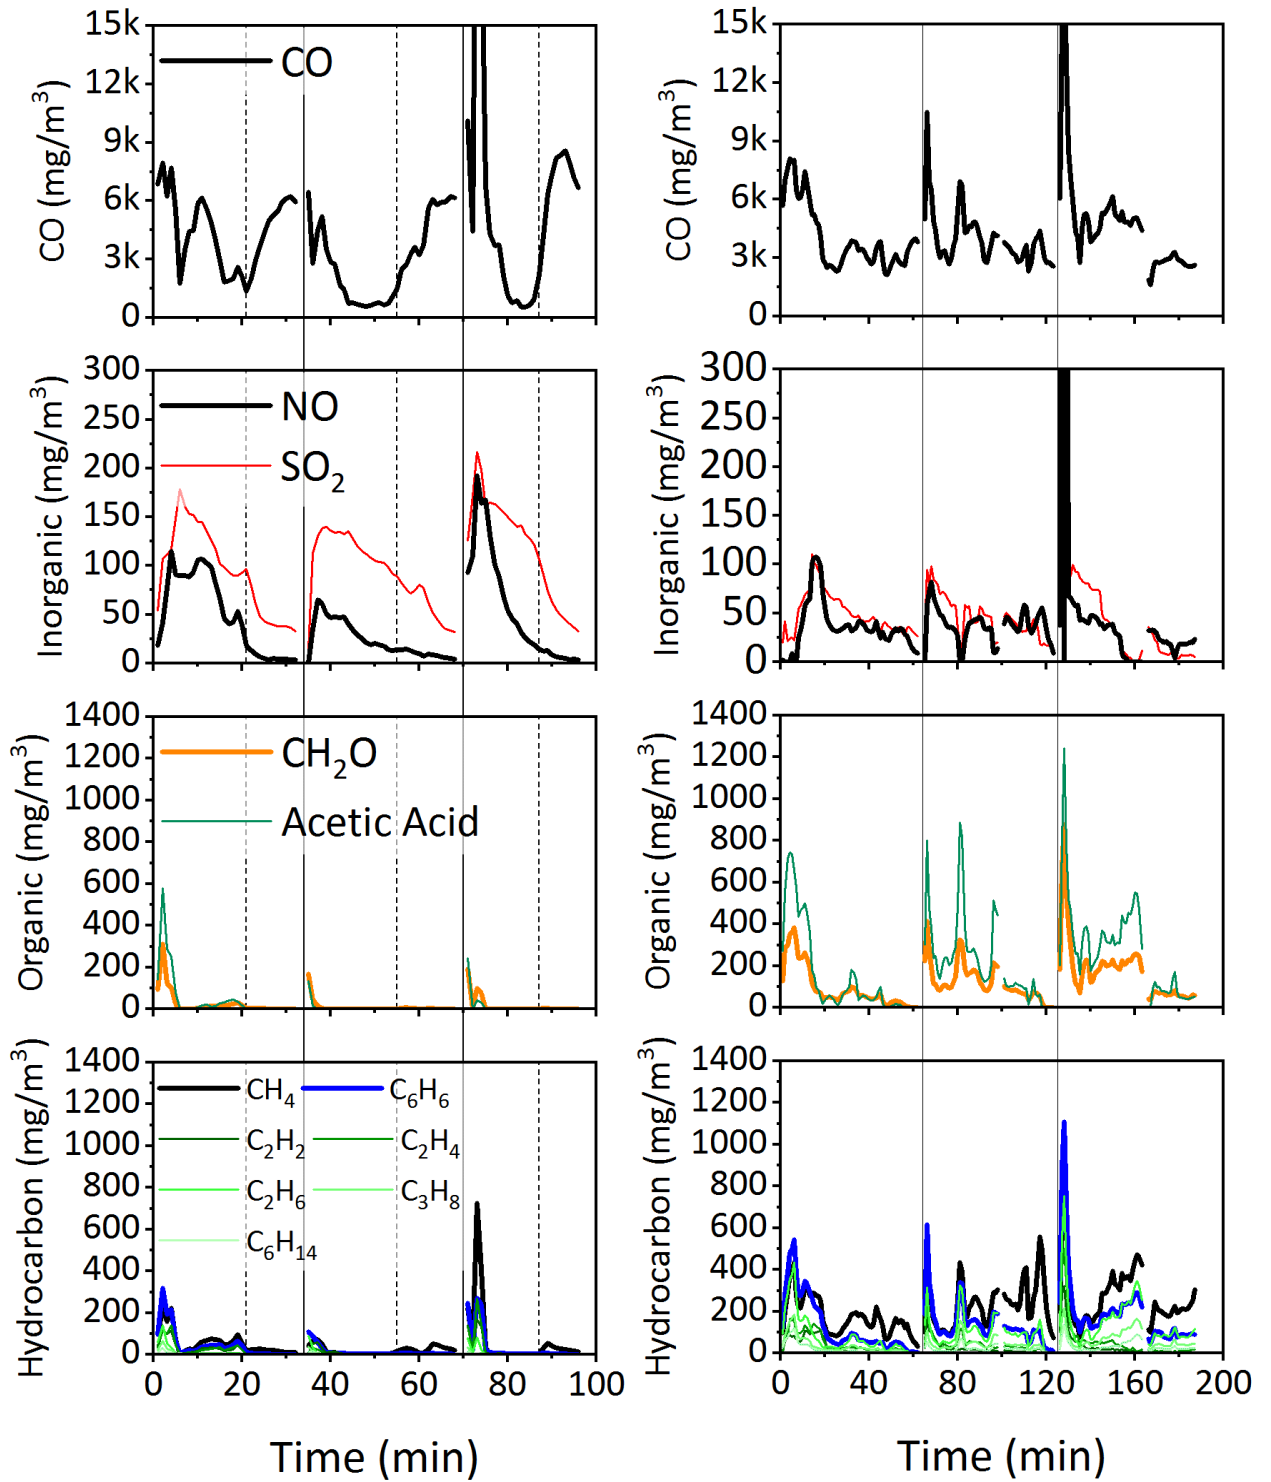 15k
12k
9k
6k
3k
0
CO (mg/m³)
CO
15k
12k
9k
6k
3k
0
CO (mg/m³)
300
250
200
150
100
50
0
Inorganic (mg/m³)
NO
SO₂
300
250
200
150
100
50
0
Inorganic (mg/m³)
1400
1200
1000
800
600
400
200
0
Organic (mg/m³)
CH₂O
Acetic Acid
1400
1200
1000
800
600
400
200
0
Organic (mg/m³)
1400
1200
1000
800
600
400
200
0
Hydrocarbon (mg/m³)
CH₄ C₆H₆
C₂H₂ C₂H₄
C₂H₆ C₃H₈
C₆H₁₄
0 20 40 60 80 100
Time (min)
1400
1200
1000
800
600
400
200
0
Hydrocarbon (mg/m³)
0 40 80 120 160 200
Time (min)